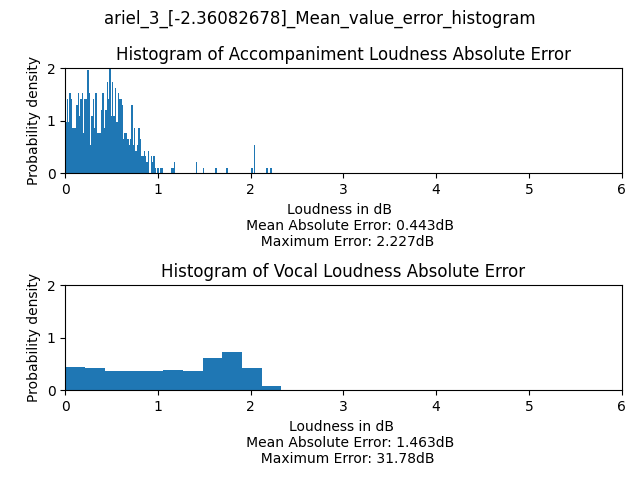 ariel_3_[-2.36082678]_Mean_value_error_histogram
Histogram of Accompaniment Loudness Absolute Error
Probability density
2
1
0
0 1 2 3 4 5 6
Loudness in dB
Mean Absolute Error: 0.443dB
Maximum Error: 2.227dB
Histogram of Vocal Loudness Absolute Error
Probability density
2
1
0
0 1 2 3 4 5 6
Loudness in dB
Mean Absolute Error: 1.463dB
Maximum Error: 31.78dB